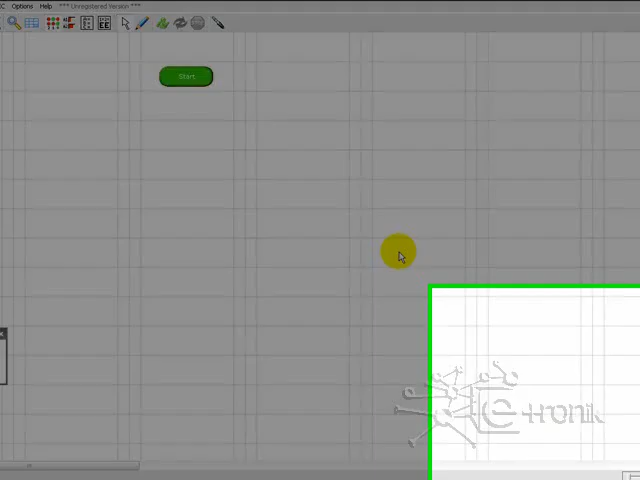 Options Help *** Unregistered Version ***
Start
e-tronik